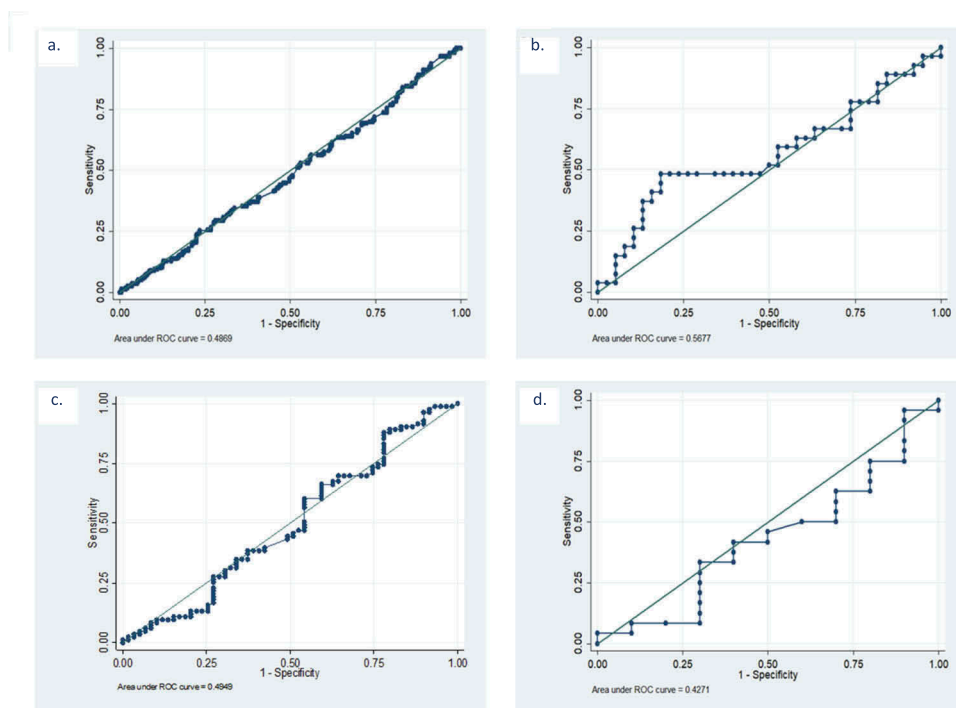 a.
Sensitivity
1.00
0.75
0.50
0.25
0.00
0.00 0.25 0.50 0.75 1.00
1 - Specificity
Area under ROC curve = 0.4869
b.
Sensitivity
1.00
0.75
0.50
0.25
0.00
0.00 0.25 0.50 0.75 1.00
1 - Specificity
Area under ROC curve = 0.5677
c.
Sensitivity
1.00
0.75
0.50
0.25
0.00
0.00 0.25 0.50 0.75 1.00
1 - Specificity
Area under ROC curve = 0.4949
d.
Sensitivity
1.00
0.75
0.50
0.25
0.00
0.00 0.25 0.50 0.75 1.00
1 - Specificity
Area under ROC curve = 0.4271